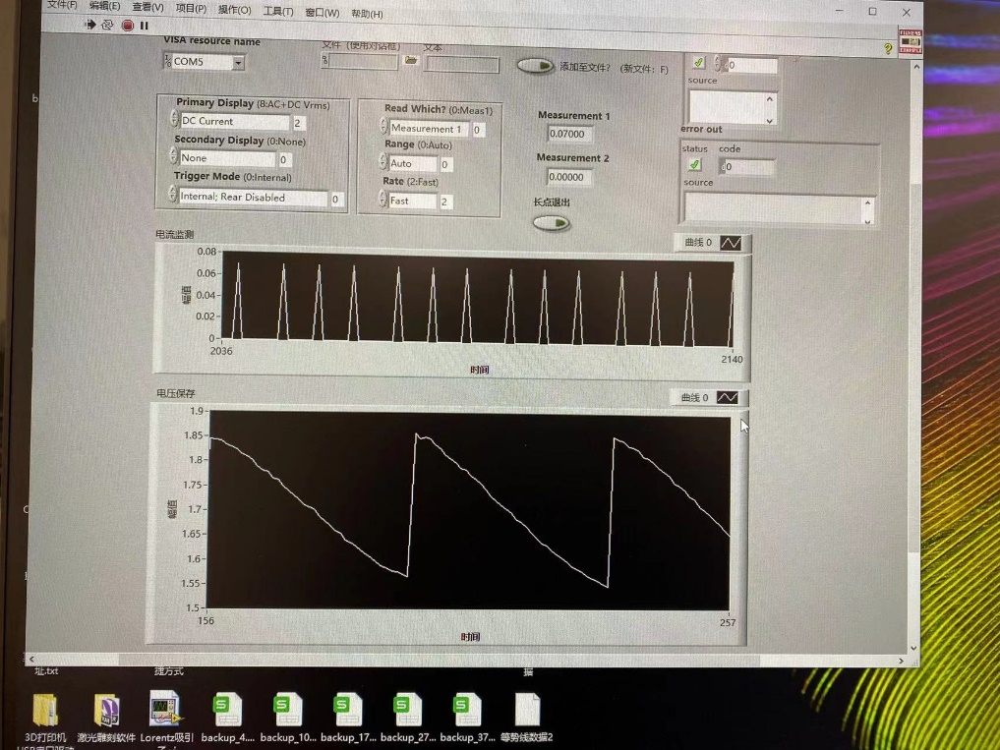 文件(F) 编辑(E) 查看(V) 项目(P) 操作(O) 工具(T) 窗口(W) 帮助(H)
VISA resource name
COM5
文件 (使用对话框)
文本
添加至文件? (新文件: F)
0
source
Primary Display (8:AC+DC Vrms)
DC Current 2
Secondary Display (0:None)
None 0
Trigger Mode (0:Internal)
Internal; Rear Disabled 0
Read Which? (0:Meas1)
Measurement 1 0
Range (0:Auto)
Auto 0
Rate (2:Fast)
Fast 2
Measurement 1
0.07000
Measurement 2
0.00000
长点退出
error out
status code
0
source
电流监测
曲线 0
0.08
0.06
0.04
0.02
0
幅值
2036
2140
时间
电压保存
曲线 0
1.9
1.85
1.8
1.75
1.7
1.65
1.6
1.55
1.5
幅值
156
257
时间
址.txt
捷方式
据
3D打印机
激光雕刻软件
Lorentz吸引
backup_4....
backup_10...
backup_17...
backup_27...
backup_37...
等势线数据2